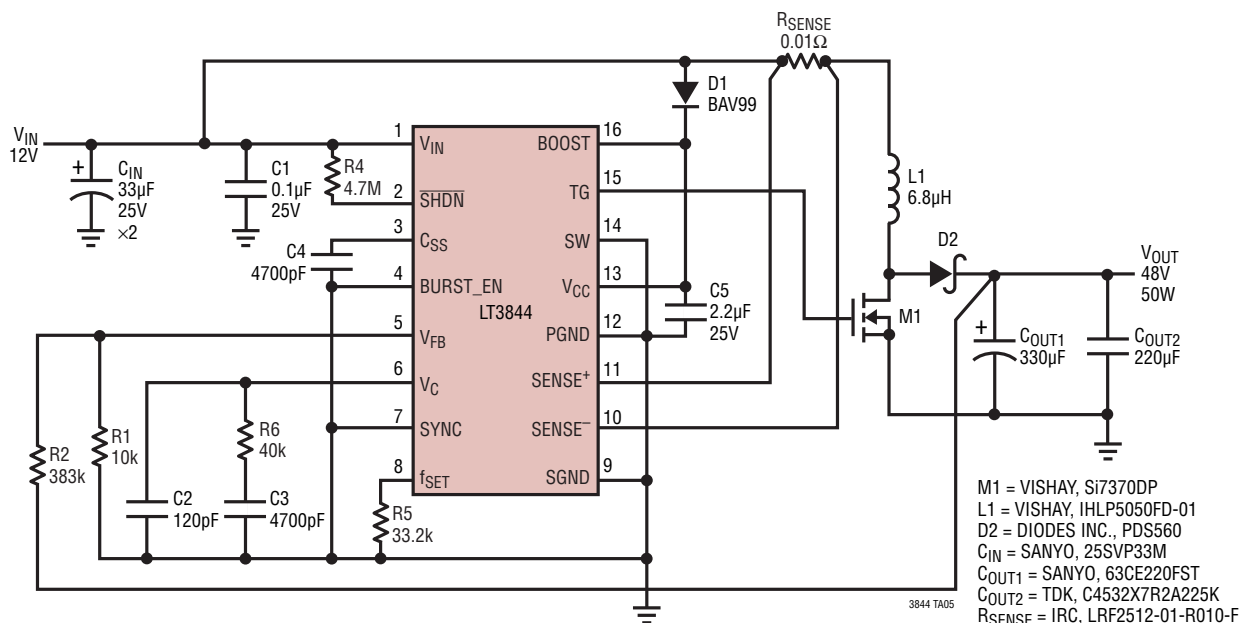 RSENSE
0.01Ω
D1
BAV99
VIN
12V
+
CIN
33µF
25V
×2
C1
0.1µF
25V
R4
4.7M
1
VIN
BOOST
16
2
SHDN
TG
15
3
CSS
SW
14
4
BURST_EN
VCC
13
LT3844
5
VFB
PGND
12
6
VC
SENSE+
11
7
SYNC
SENSE–
10
8
fSET
SGND
9
C4
4700pF
C5
2.2µF
25V
L1
6.8µH
D2
M1
VOUT
48V
50W
+
COUT1
330µF
COUT2
220µF
R2
383k
R1
10k
R6
40k
C2
120pF
C3
4700pF
R5
33.2k
M1 = VISHAY, Si7370DP
L1 = VISHAY, IHLP5050FD-01
D2 = DIODES INC., PDS560
CIN = SANYO, 25SVP33M
COUT1 = SANYO, 63CE220FST
COUT2 = TDK, C4532X7R2A225K
RSENSE = IRC, LRF2512-01-R010-F
3844 TA05